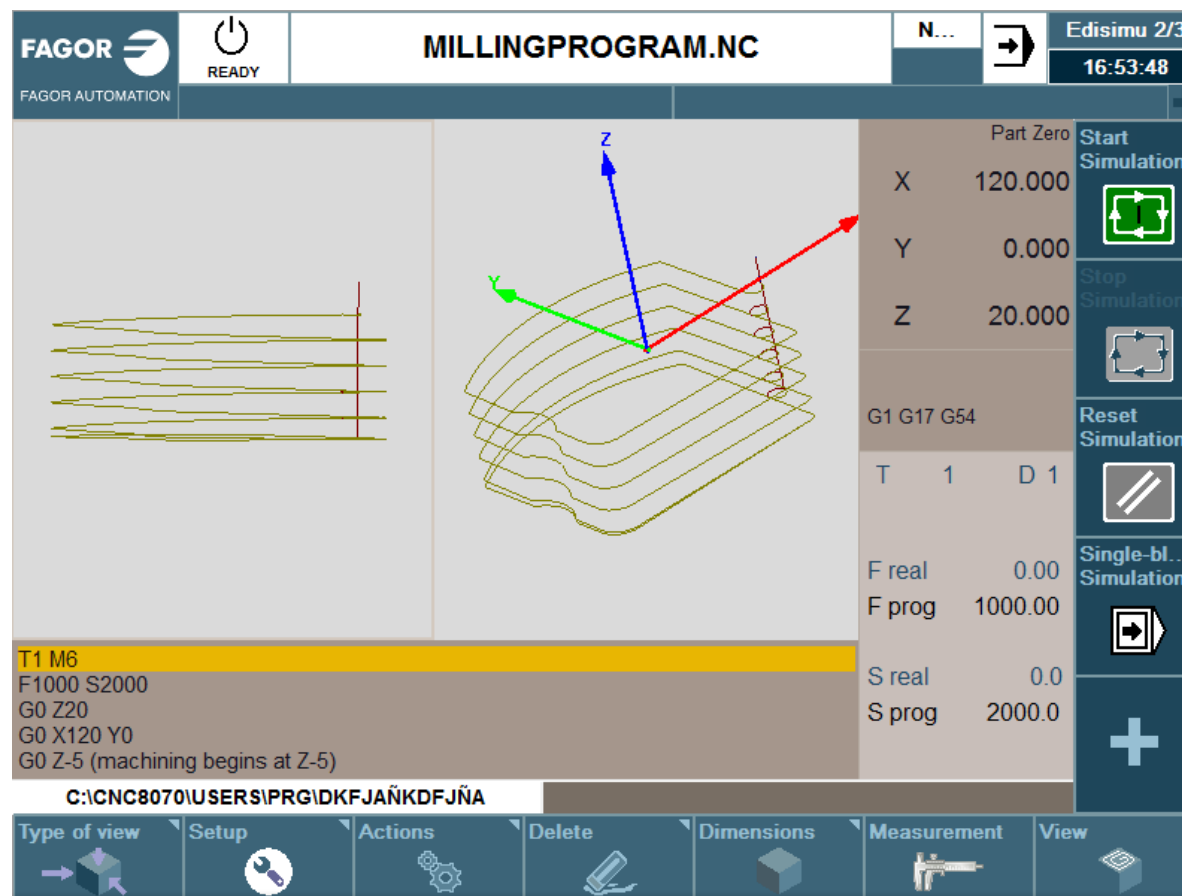 FAGOR
FAGOR AUTOMATION
READY
MILLINGPROGRAM.NC
N...
Edisimu 2/3
16:53:48
Z
Y
Part Zero
X 120.000
Y 0.000
Z 20.000
G1 G17 G54
T 1 D 1
F real 0.00
F prog 1000.00
S real 0.0
S prog 2000.0
Start
Simulation
Stop
Simulation
Reset
Simulation
Single-bl..
Simulation
T1 M6
F1000 S2000
G0 Z20
G0 X120 Y0
G0 Z-5 (machining begins at Z-5)
C:\CNC8070\USERS\PRG\DKFJAÑKDFJÑA
Type of view
Setup
Actions
Delete
Dimensions
Measurement
View